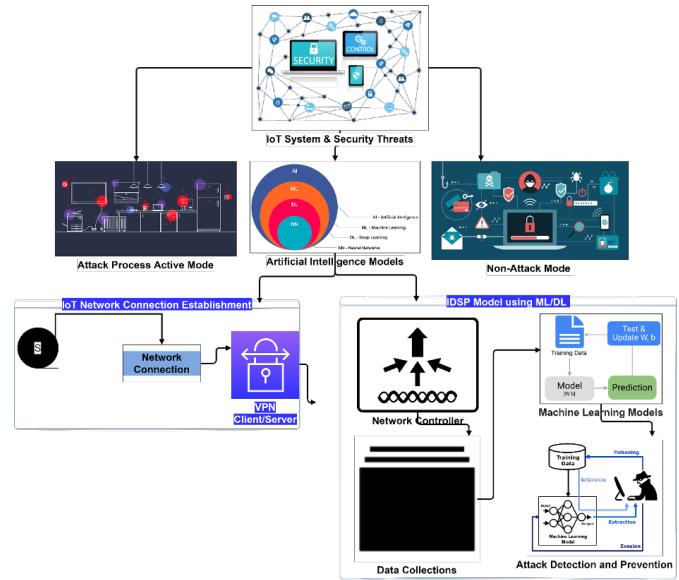 SECURITY
CONTROL
IoT System & Security Threats
AI
ML
DL
NN
AI - Artificial Intelligence
ML - Machine Learning
DL - Deep Learning
NN - Neural Networks
Attack Process Active Mode
Artificial Intelligence Models
Non-Attack Mode
IoT Network Connection Establishment
S
Network
Connection
VPN
Client/Server
IDSP Model using ML/DL
Network Controller
Data Collections
Training Data
Test &
Update W, b
Model
[W, b]
Prediction
Machine Learning Models
Training
Data
Poisoning
Inference
Input
Output
Machine Learning
Model
Extraction
Evasion
Attack Detection and Prevention